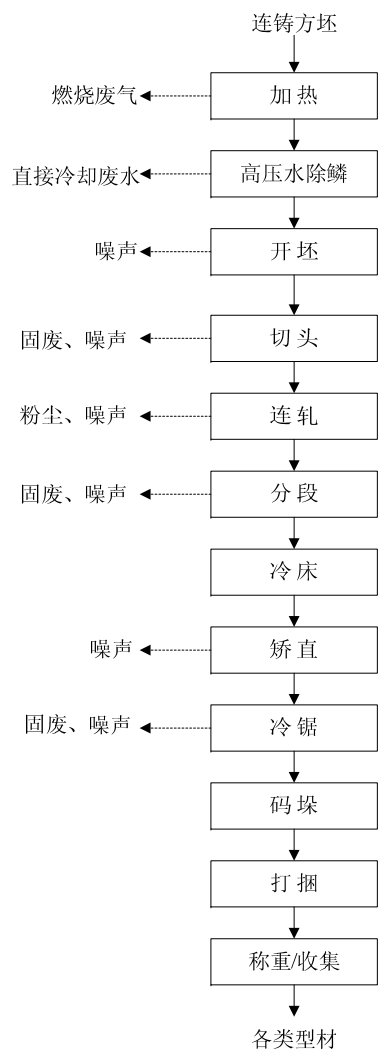 连铸方坯
燃烧废气
加热
直接冷却废水
高压水除鳞
噪声
开坯
固废、噪声
切头
粉尘、噪声
连轧
固废、噪声
分段
冷床
噪声
矫直
固废、噪声
冷锯
码垛
打捆
称重/收集
各类型材